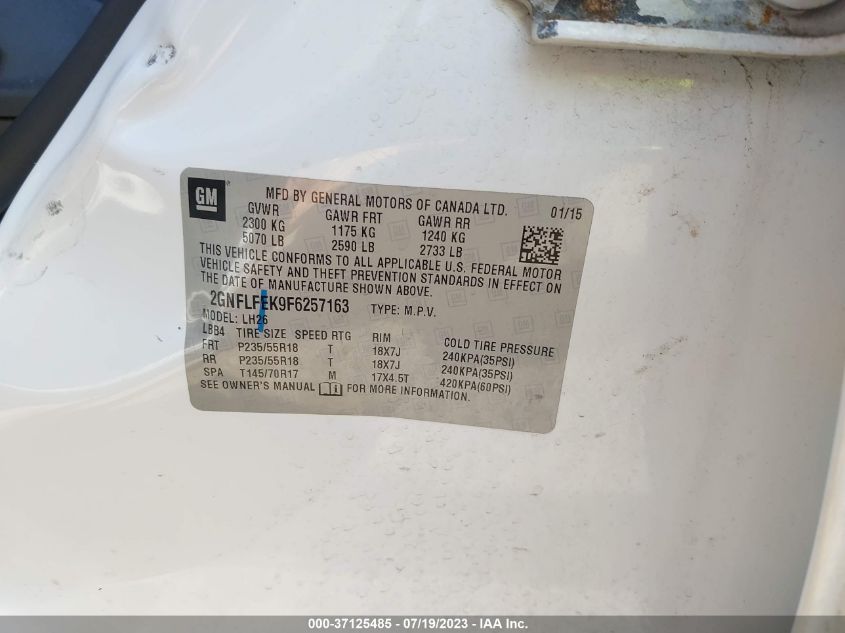 GM
MFD BY GENERAL MOTORS OF CANADA LTD. 01/15
GVWR GAWR FRT GAWR RR
2300 KG 1175 KG 1240 KG
5070 LB 2590 LB 2733 LB
THIS VEHICLE CONFORMS TO ALL APPLICABLE U.S. FEDERAL MOTOR
VEHICLE SAFETY AND THEFT PREVENTION STANDARDS IN EFFECT ON
THE DATE OF MANUFACTURE SHOWN ABOVE.
2GNFLFEK9F6257163 TYPE: M.P.V.
MODEL: LH26
LBB4 TIRE SIZE SPEED RTG RIM COLD TIRE PRESSURE
FRT P235/55R18 T 18X7J 240KPA(35PSI)
RR P235/55R18 T 18X7J 240KPA(35PSI)
SPA T145/70R17 M 17X4.5T 420KPA(60PSI)
SEE OWNER'S MANUAL FOR MORE INFORMATION.
000-37125485 - 07/19/2023 - IAA Inc.